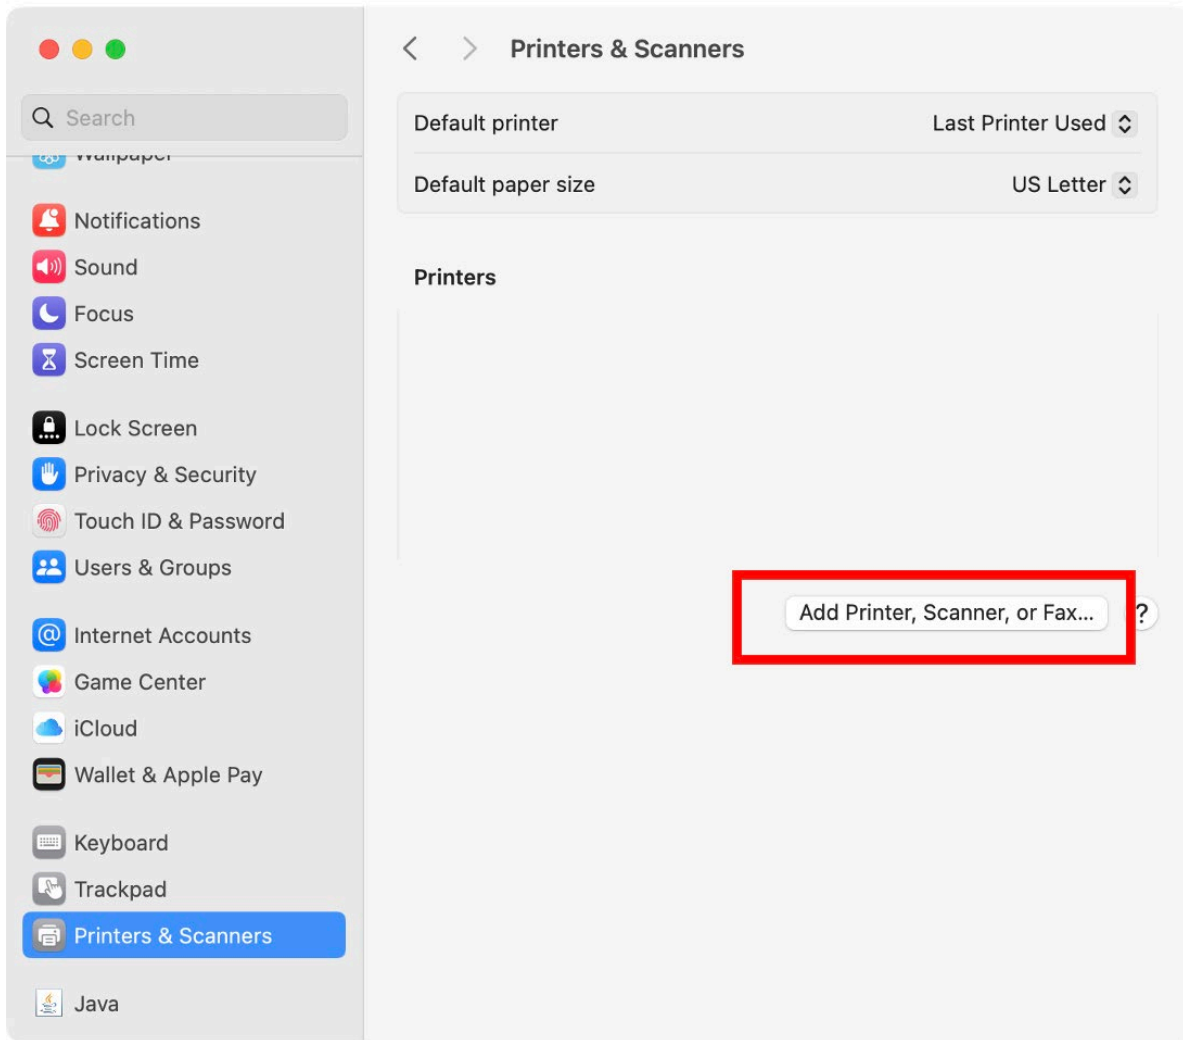 Printers & Scanners
Search
Default printer
Last Printer Used
Default paper size
US Letter
Printers
Add Printer, Scanner, or Fax...
?
Wallpaper
Notifications
Sound
Focus
Screen Time
Lock Screen
Privacy & Security
Touch ID & Password
Users & Groups
Internet Accounts
Game Center
iCloud
Wallet & Apple Pay
Keyboard
Trackpad
Printers & Scanners
Java